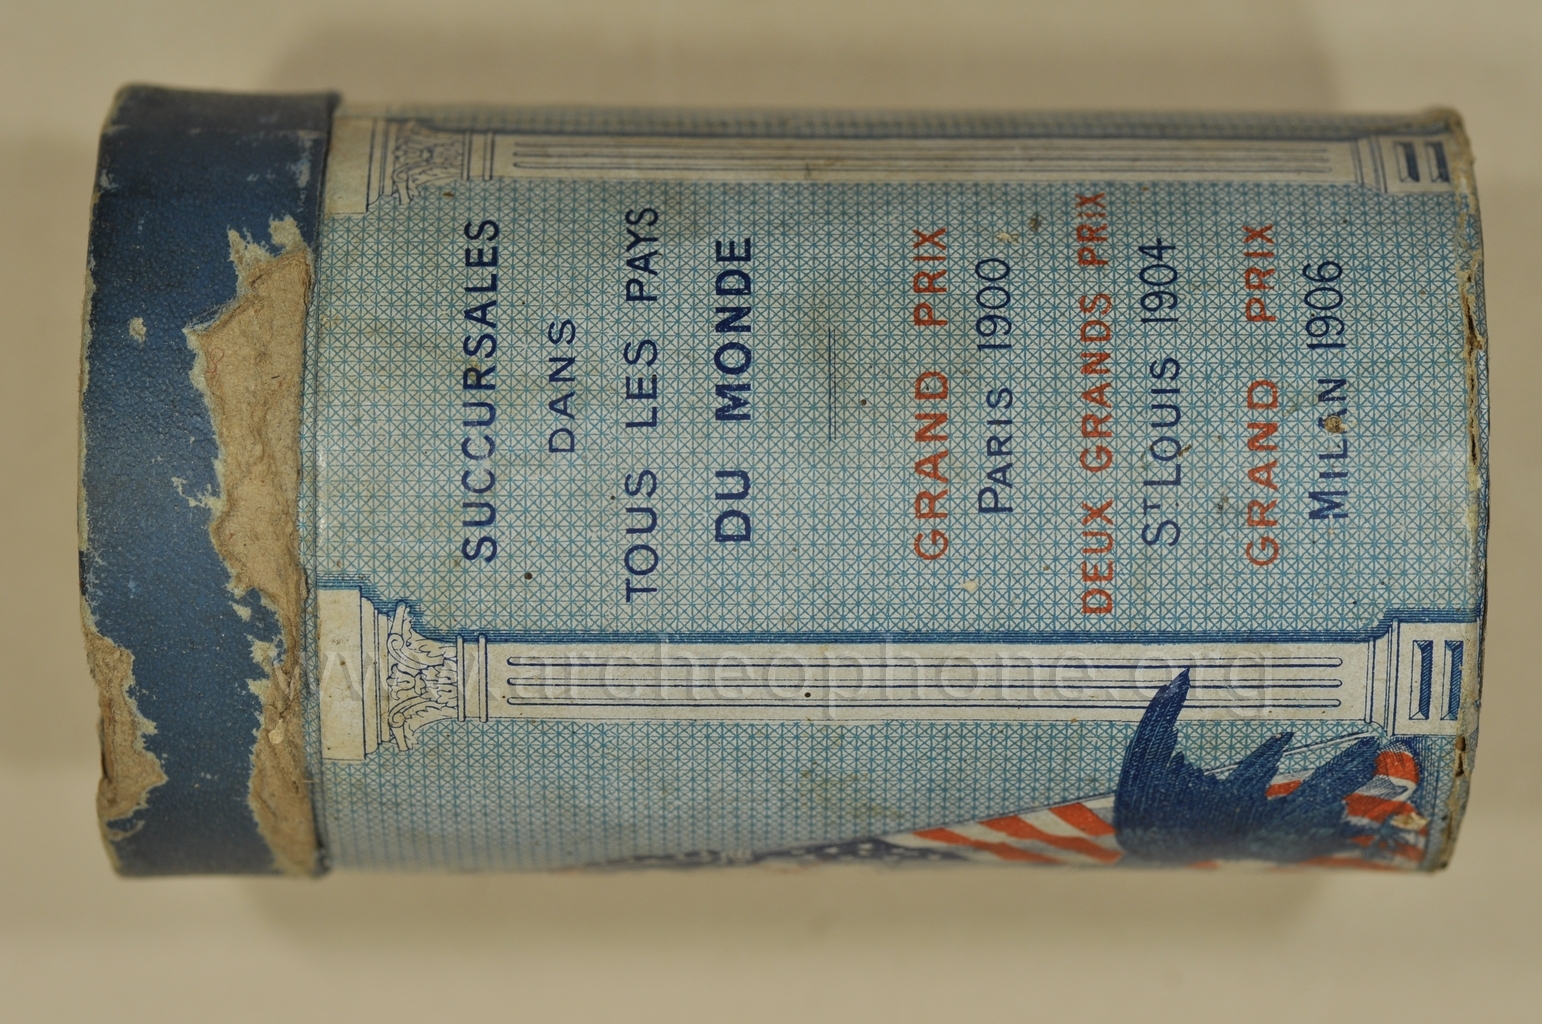 SUCCURSALES
DANS
TOUS LES PAYS
DU MONDE
GRAND PRIX
PARIS 1900
DEUX GRANDS PRIX
ST LOUIS 1904
GRAND PRIX
MILAN 1906
www.archeophone.org